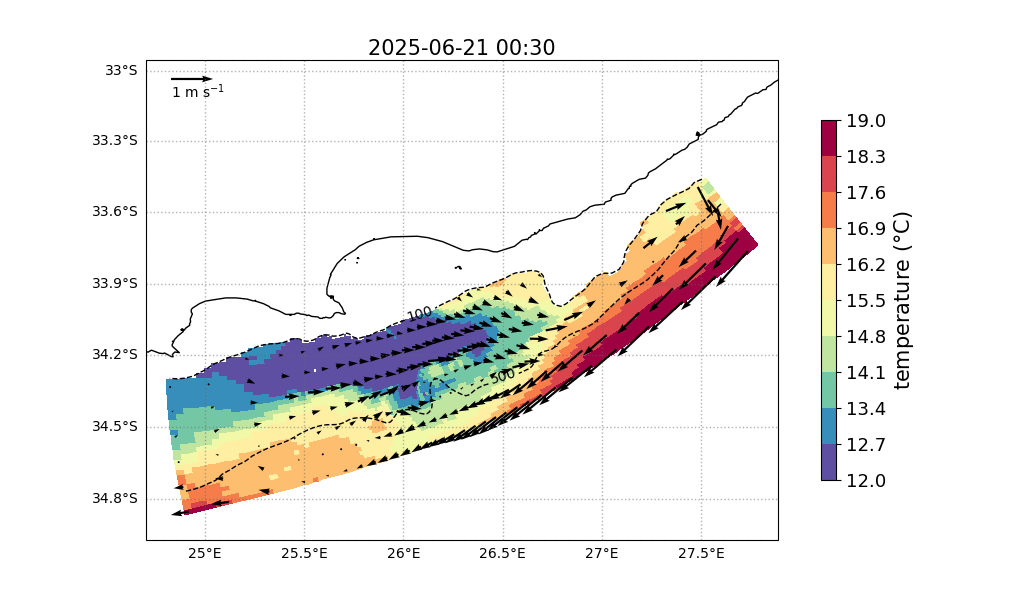 2025-06-21 00:30
1 m s⁻¹
33°S
33.3°S
33.6°S
33.9°S
34.2°S
34.5°S
34.8°S
100
500
25°E 25.5°E 26°E 26.5°E 27°E 27.5°E
19.0
18.3
17.6
16.9
16.2
15.5
14.8
14.1
13.4
12.7
12.0
temperature (°C)